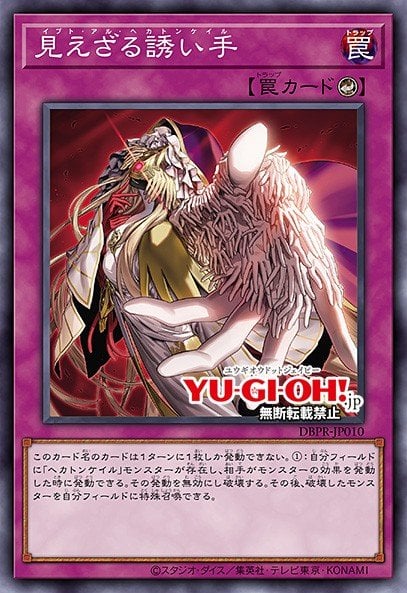 イブト・アル・ヘカトンケイル
見えざる誘い手
トラップ
罠
トラップ
【罠カード】
ユウギオウドットジェイピー
YU-GI-OH!.jp
無断転載禁止
DBPR-JP010
このカード名のカードは1ターンに1枚しか発動できない。①:自分フィールド
に「ヘカトンケイル」モンスターが存在し、相手がモンスターの効果を発動
した時に発動できる。その発動を無効にし破壊する。その後、破壊したモンス
ターを自分フィールドに特殊召喚できる。
©スタジオ・ダイス/集英社・テレビ東京・KONAMI